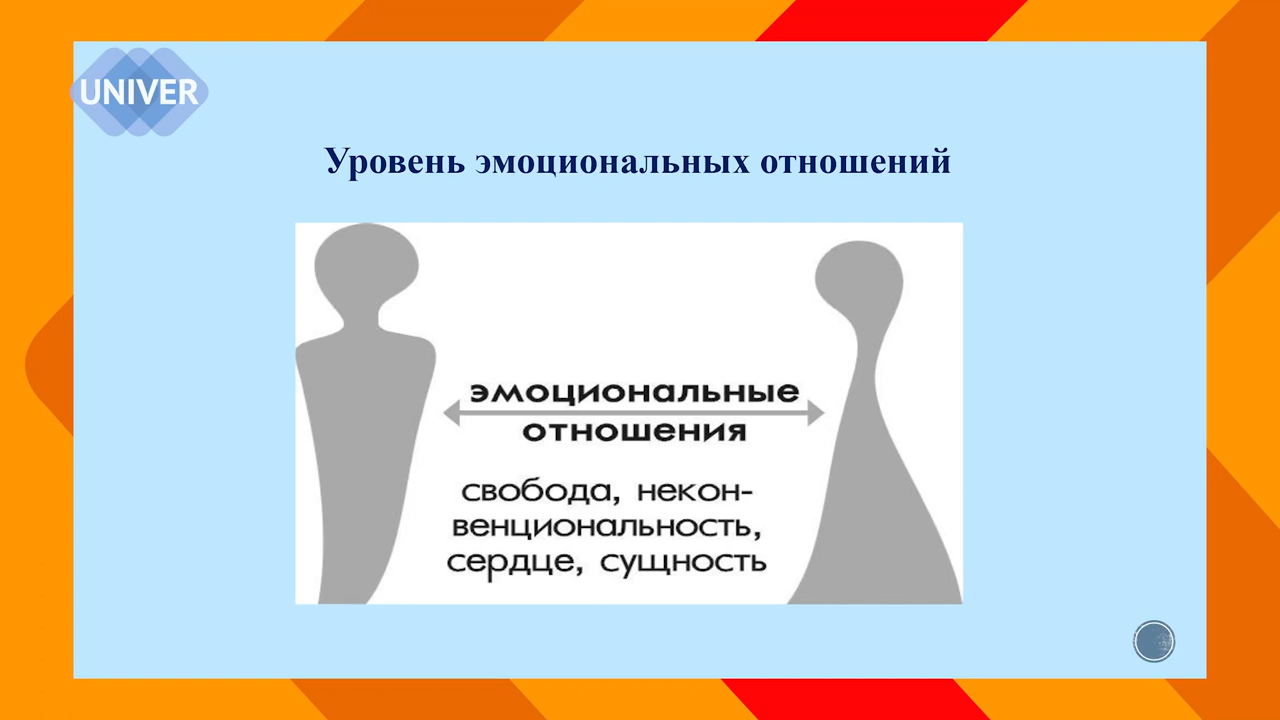 UNIVER
Уровень эмоциональных отношений
эмоциональные
отношения
свобода, некон-
венциональность,
сердце, сущность